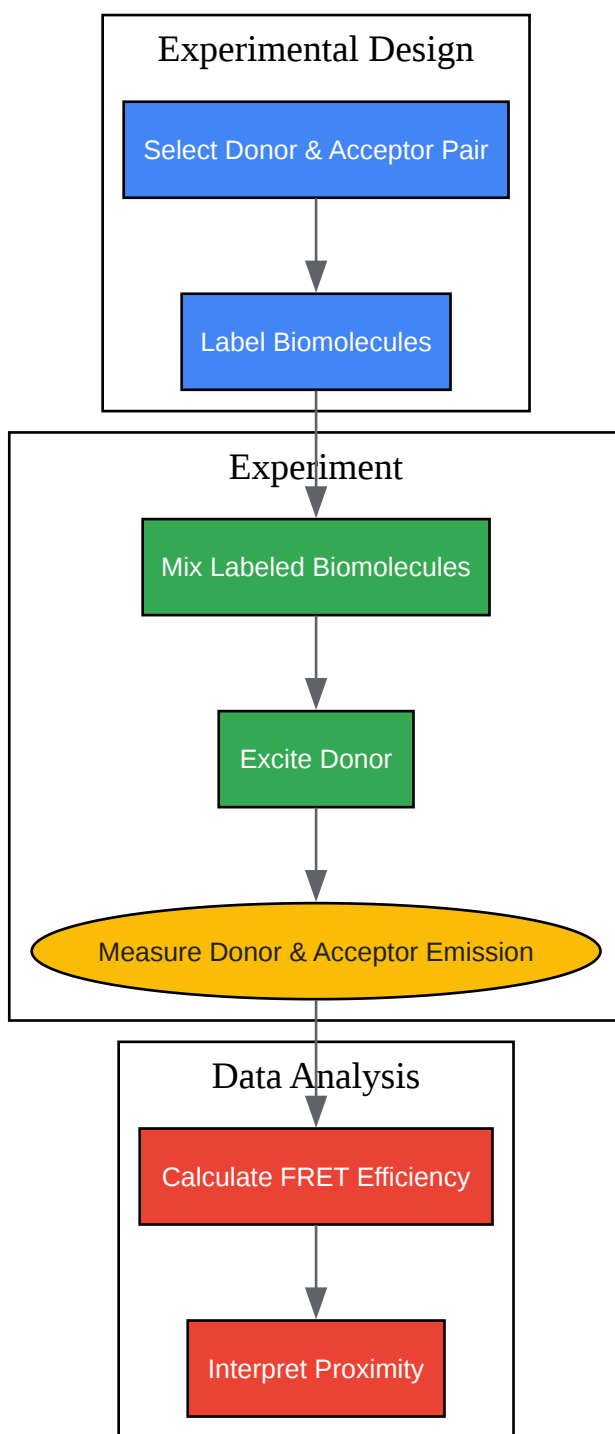 Experimental Design
Select Donor & Acceptor Pair
Label Biomolecules
Experiment
Mix Labeled Biomolecules
Excite Donor
Measure Donor & Acceptor Emission
Data Analysis
Calculate FRET Efficiency
Interpret Proximity